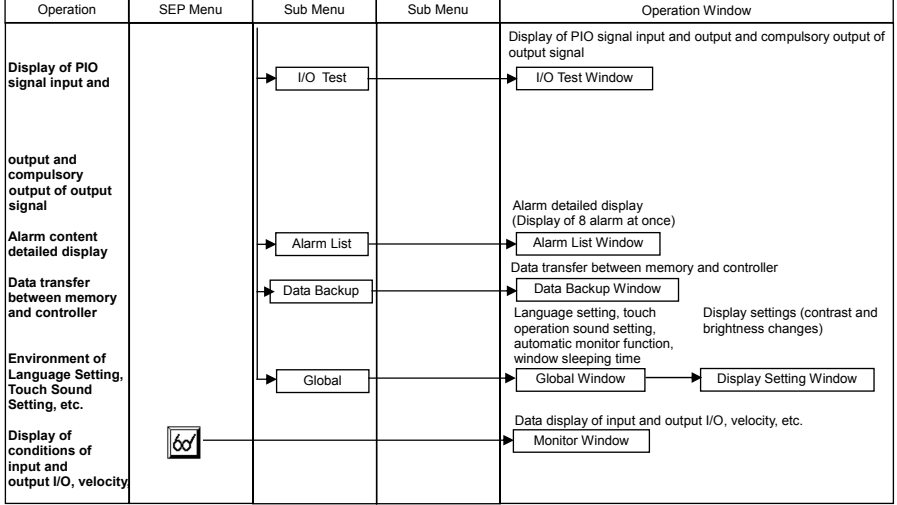 Operation
SEP Menu
Sub Menu
Sub Menu
Operation Window
Display of PIO signal input and output and compulsory output of
output signal
Display of PIO
signal input and
I/O Test
I/O Test Window
output and
compulsory
output of output
signal
Alarm detailed display
(Display of 8 alarm at once)
Alarm content
detailed display
Alarm List
Alarm List Window
Data transfer between memory and controller
Data transfer
between memory
and controller
Data Backup
Data Backup Window
Language setting, touch
operation sound setting,
automatic monitor function,
window sleeping time
Display settings (contrast and
brightness changes)
Environment of
Language Setting,
Touch Sound
Setting, etc.
Global
Global Window
Display Setting Window
Data display of input and output I/O, velocity, etc.
Display of
conditions of
input and
output I/O, velocity,
Monitor Window